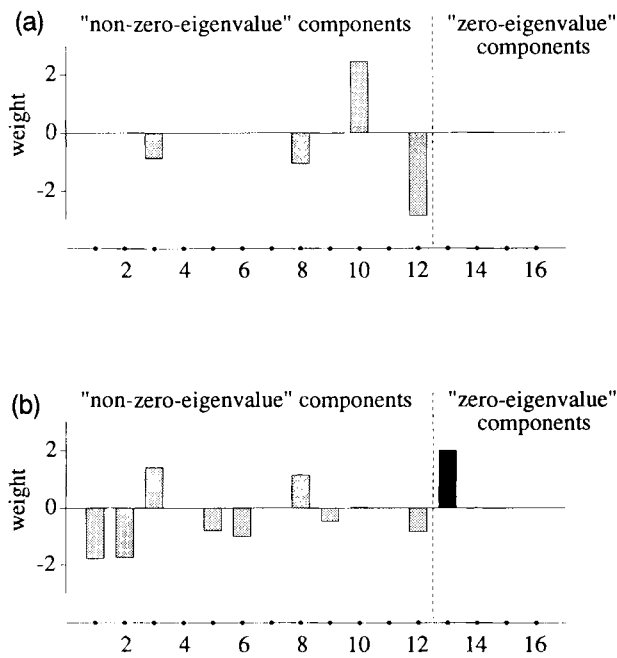 (a)
"non-zero-eigenvalue" components
"zero-eigenvalue"
components
weight
2
0
-2
2 4 6 8 10 12 14 16
(b)
"non-zero-eigenvalue" components
"zero-eigenvalue"
components
weight
2
0
-2
2 4 6 8 10 12 14 16